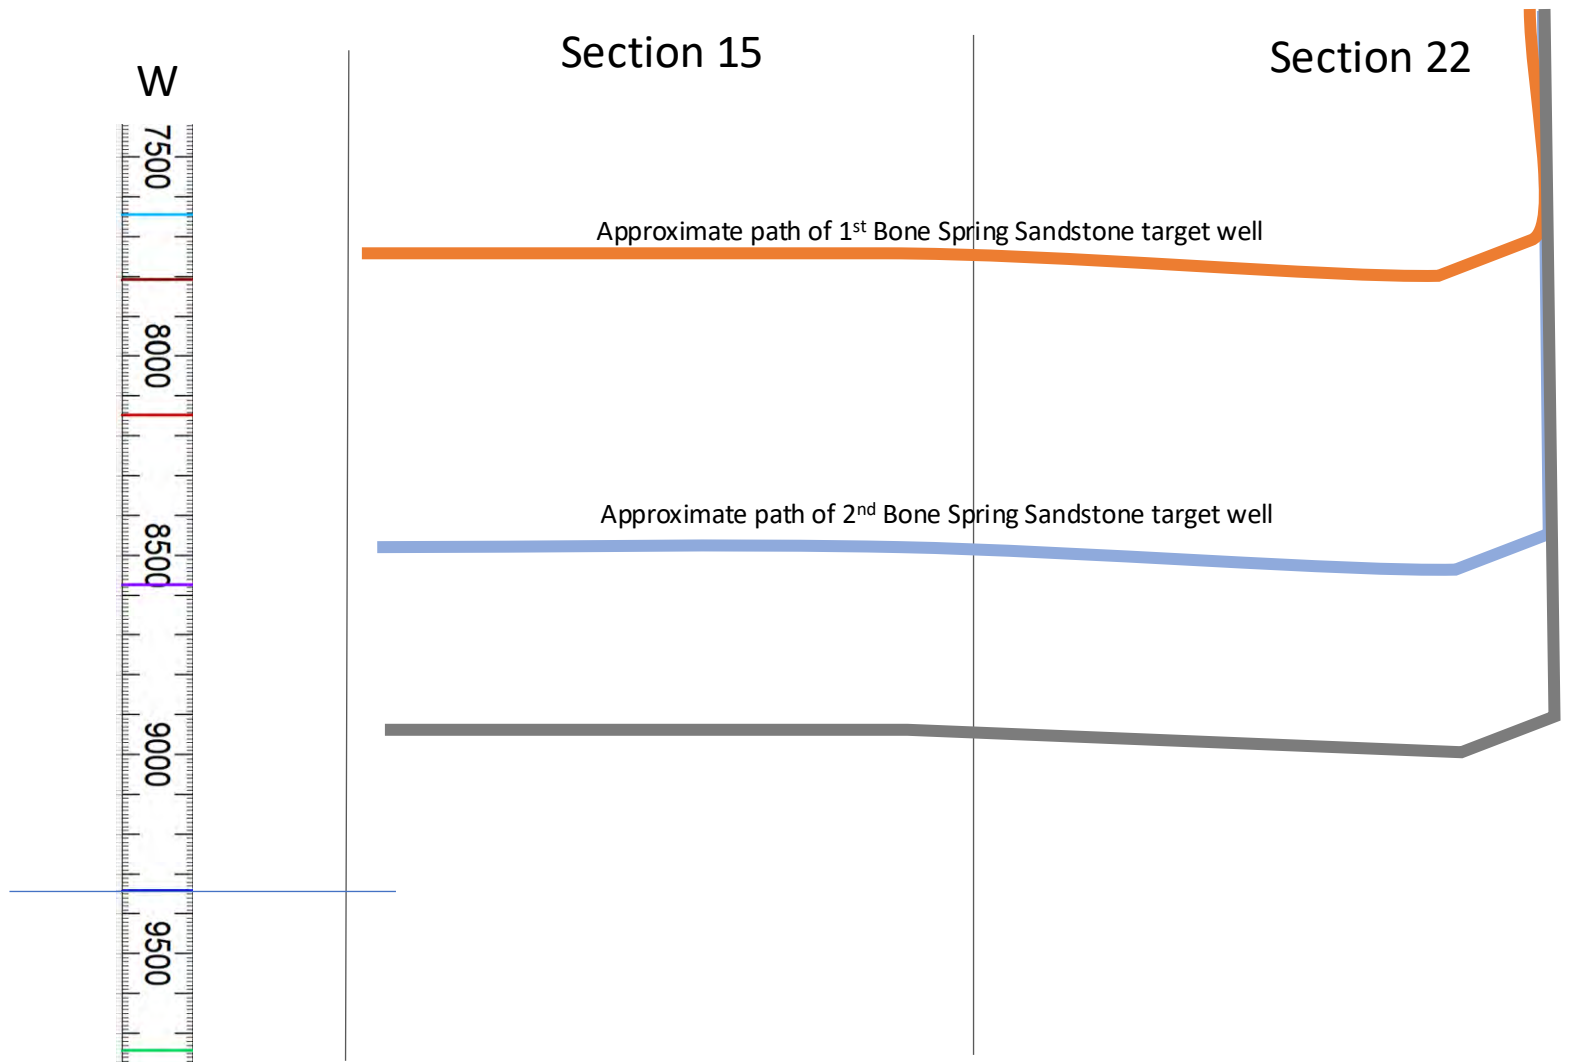 W
Section 15
Section 22
7500
8000
8500
9000
9500
Approximate path of 1st Bone Spring Sandstone target well
Approximate path of 2nd Bone Spring Sandstone target well